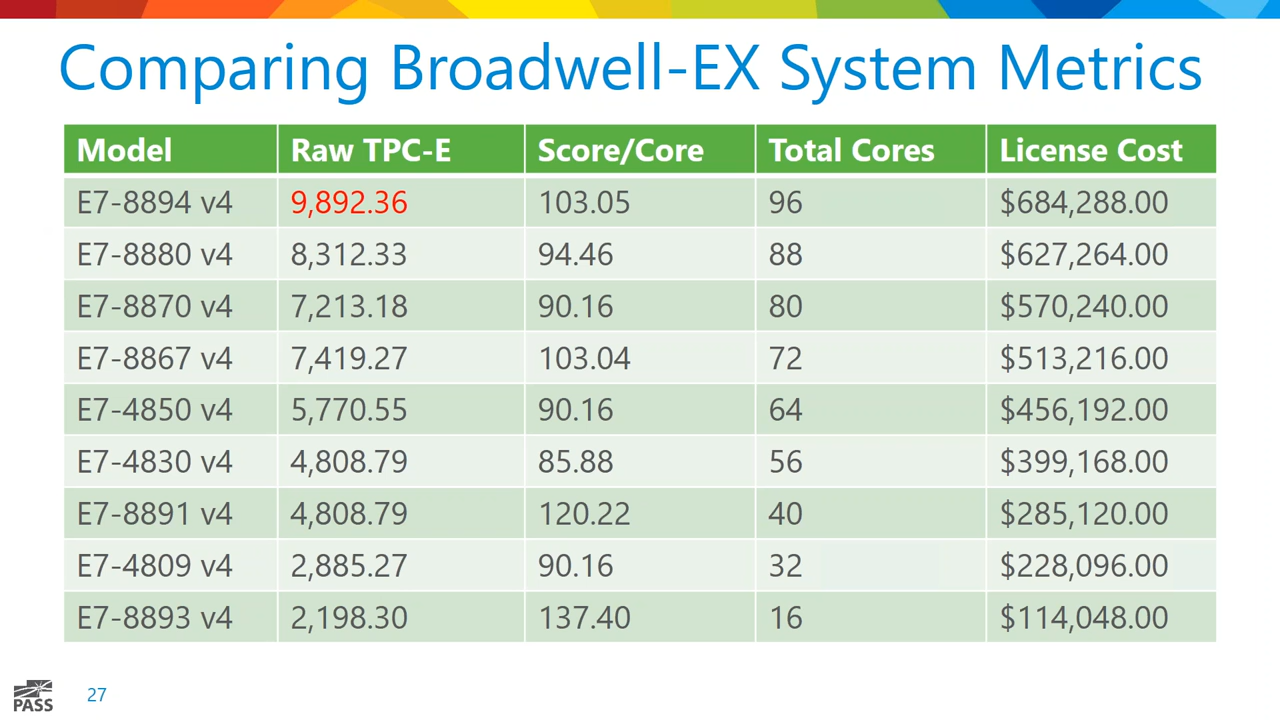 Comparing Broadwell-EX System Metrics
Model Raw TPC-E Score/Core Total Cores License Cost
E7-8894 v4 9,892.36 103.05 96 $684,288.00
E7-8880 v4 8,312.33 94.46 88 $627,264.00
E7-8870 v4 7,213.18 90.16 80 $570,240.00
E7-8867 v4 7,419.27 103.04 72 $513,216.00
E7-4850 v4 5,770.55 90.16 64 $456,192.00
E7-4830 v4 4,808.79 85.88 56 $399,168.00
E7-8891 v4 4,808.79 120.22 40 $285,120.00
E7-4809 v4 2,885.27 90.16 32 $228,096.00
E7-8893 v4 2,198.30 137.40 16 $114,048.00
PASS 27